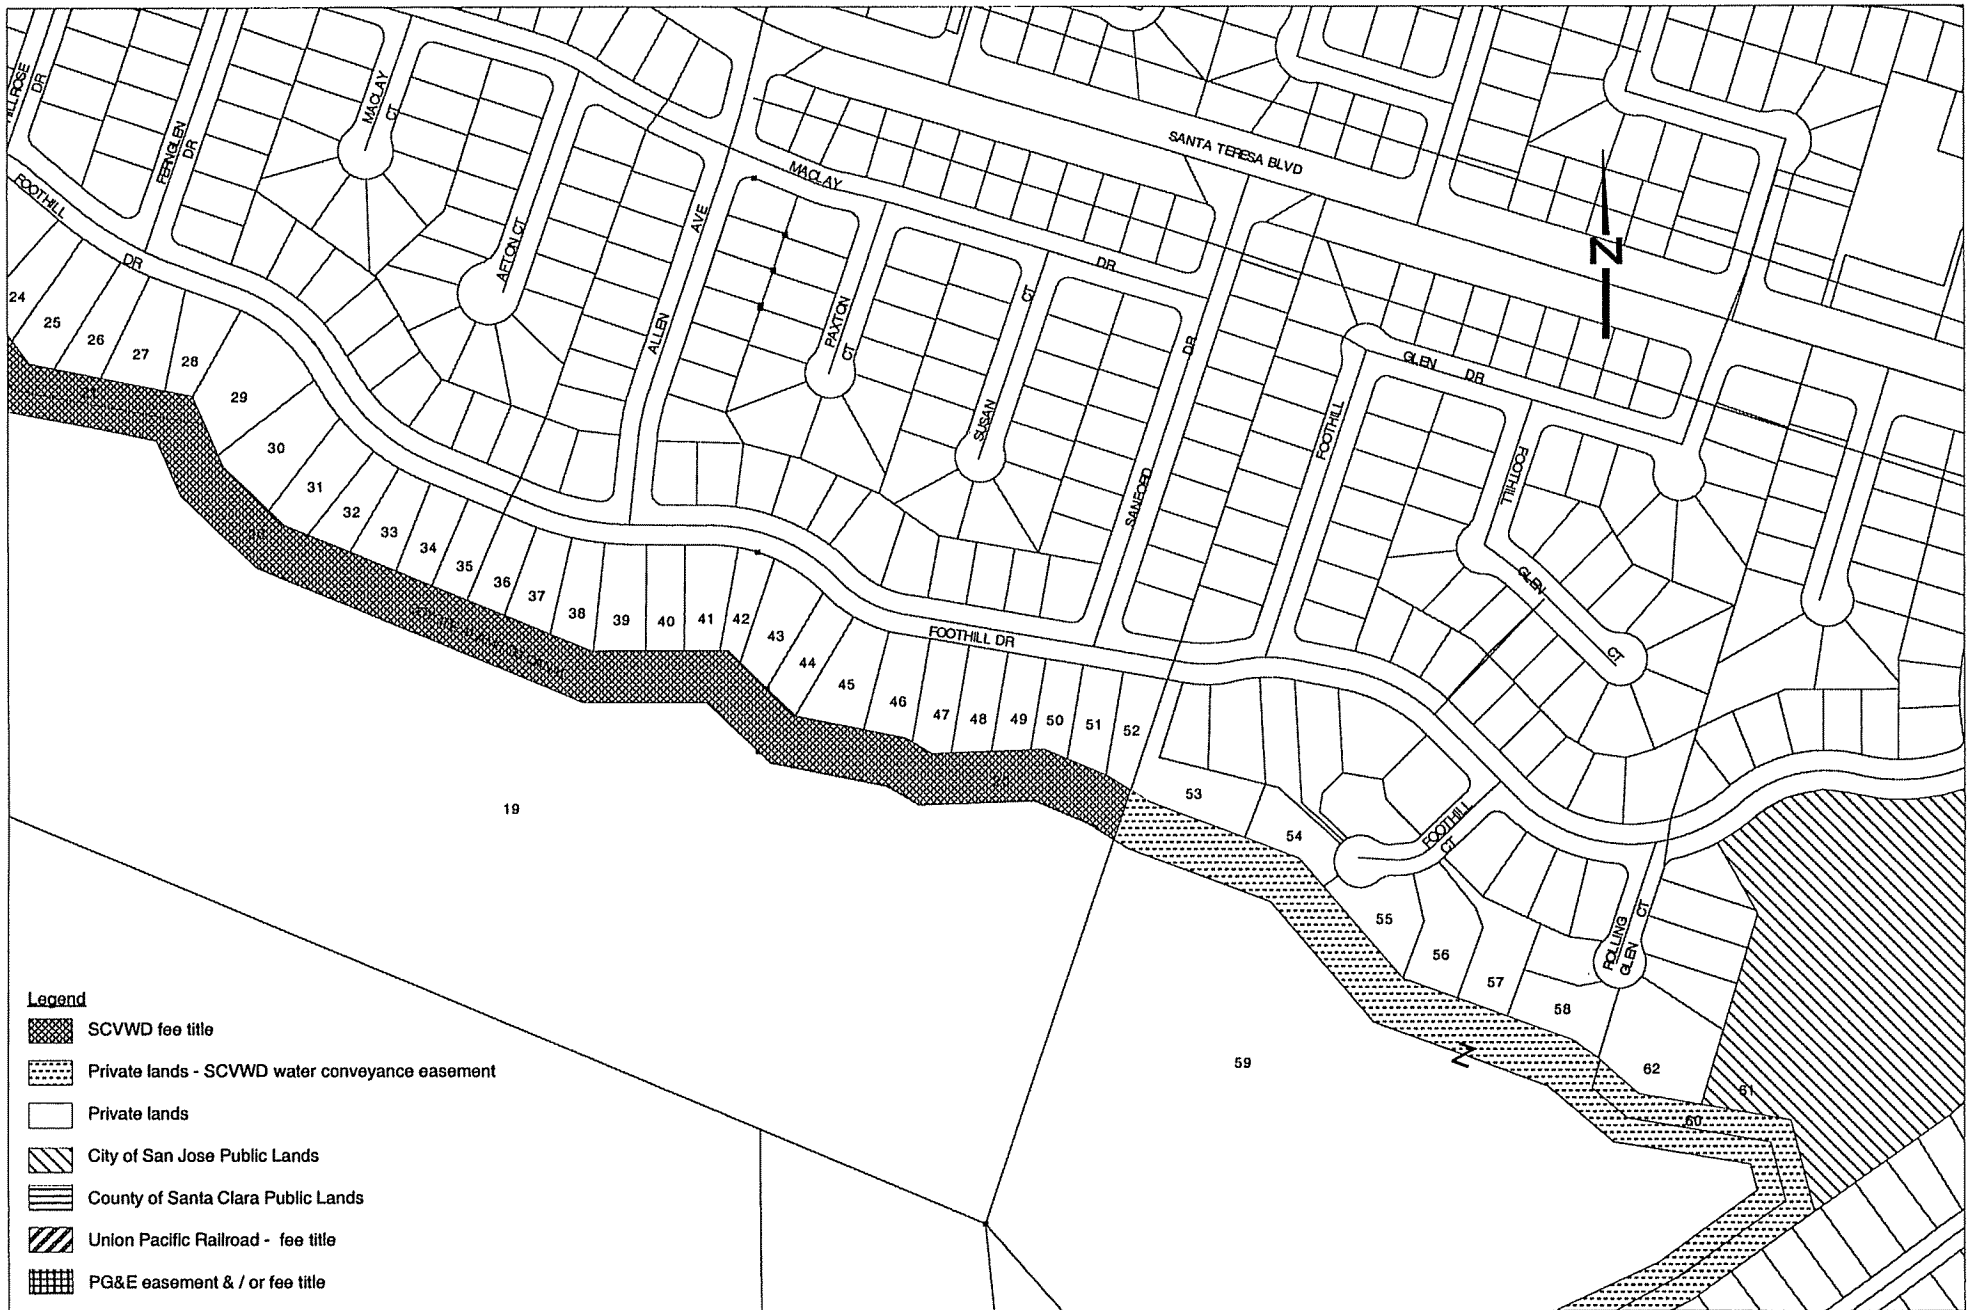 DR
FERNGLEN
DR
MACLAY
CT
FOOTHILL
DR
AFTON CT
ALLEN
AVE
MACLAY
DR
SANTA TERESA BLVD
PAXTON
CT
SUSAN
CT
SANFORD
DR
FOOTHILL
GLEN DR
FOOTHILL
GLEN
CT
N
FOOTHILL DR
FOOTHILL
CT
ROLLING
GLEN
CT
24
25
26
27
28
29
30
31
32
33
34
35
36
37
38
39
40
41
42
43
44
45
46
47
48
49
50
51
52
53
54
55
56
57
58
62
61
60
19
59
Z
Legend
SCVWD fee title
Private lands - SCVWD water conveyance easement
Private lands
City of San Jose Public Lands
County of Santa Clara Public Lands
Union Pacific Railroad - fee title
PG&E easement & / or fee title